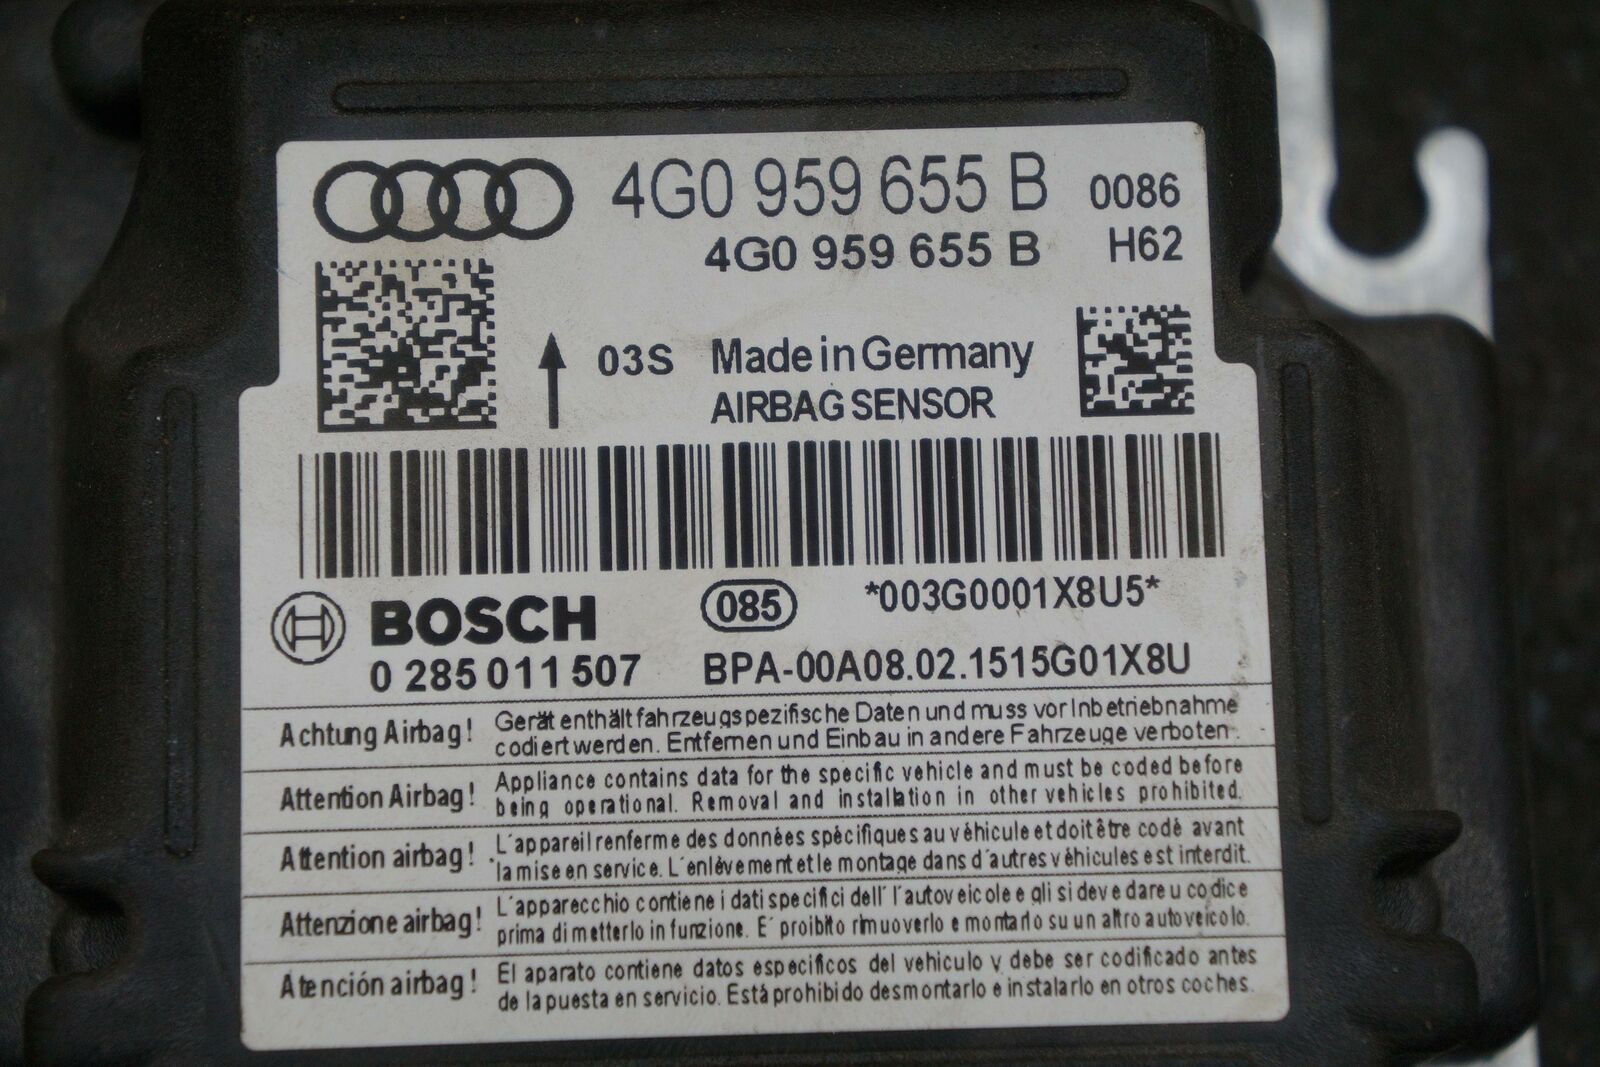 4G0 959 655 B 0086
4G0 959 655 B H62
03S Made in Germany
AIRBAG SENSOR
BOSCH 085 *003G0001X8U5*
0 285 011 507 BPA-00A08.02.1515G01X8U
Achtung Airbag! Gerät enthält fahrzeugspezifische Daten und muss vor Inbetriebnahme
codiert werden. Entfernen und Einbau in andere Fahrzeuge verboten.
Attention Airbag! Appliance contains data for the specific vehicle and must be coded before
being operational. Removal and installation in other vehicles prohibited.
Attention airbag! L'appareil renferme des données spécifiques au véhicule et doit être codé avant
la mise en service. L'enlèvement et le montage dans d'autres véhicules est interdit.
Attenzione airbag! L'apparecchio contiene i dati specifici dell' l'autoveicolo e gli si deve dare u codice
prima di metterlo in funzione. E' proibito rimuoverlo e montarlo su un altro autoveicolo.
Atención airbag! El aparato contiene datos específicos del vehiculo y debe ser codificado antes
de la puesta en servicio. Está prohibido desmontarlo e instalarlo en otros coches.